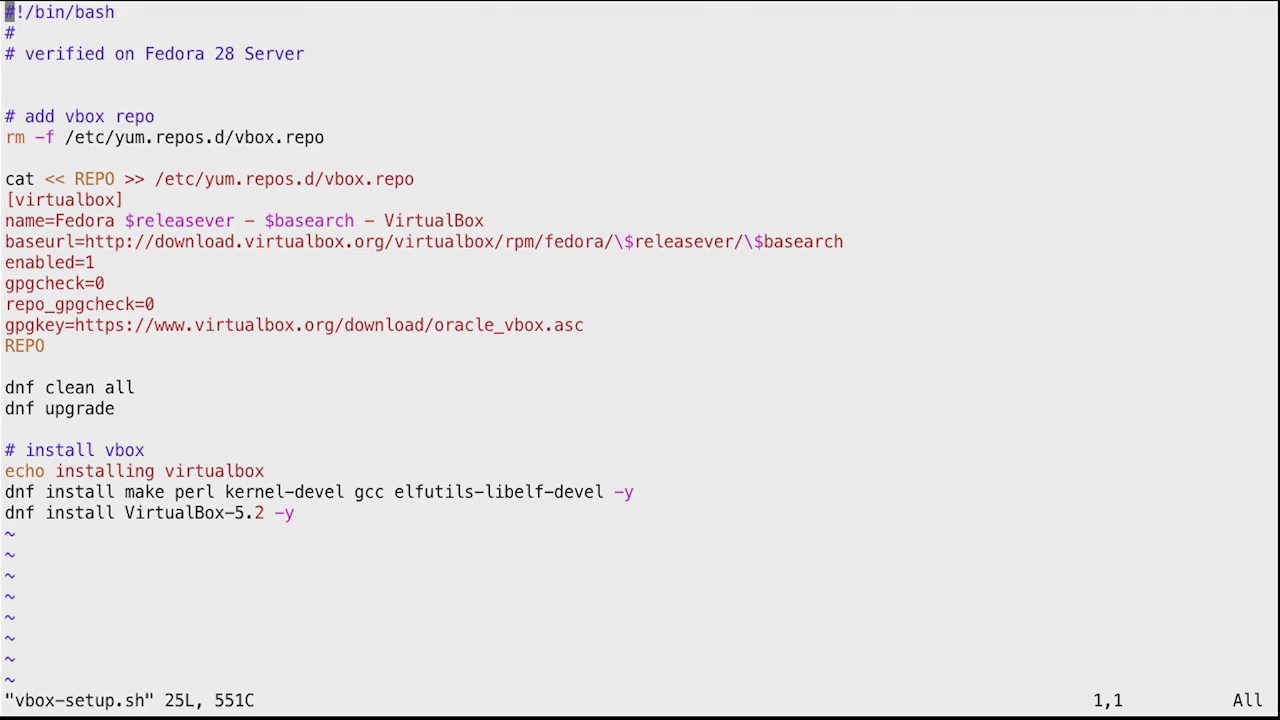 #!/bin/bash
#
# verified on Fedora 28 Server
# add vbox repo
rm -f /etc/yum.repos.d/vbox.repo
cat << REPO >> /etc/yum.repos.d/vbox.repo
[virtualbox]
name=Fedora $releasever - $basearch - VirtualBox
baseurl=http://download.virtualbox.org/virtualbox/rpm/fedora/\$releasever/\$basearch
enabled=1
gpgcheck=0
repo_gpgcheck=0
gpgkey=https://www.virtualbox.org/download/oracle_vbox.asc
REPO
dnf clean all
dnf upgrade
# install vbox
echo installing virtualbox
dnf install make perl kernel-devel gcc elfutils-libelf-devel -y
dnf install VirtualBox-5.2 -y
~
~
~
~
~
~
~
~
"vbox-setup.sh" 25L, 551C 1,1 All